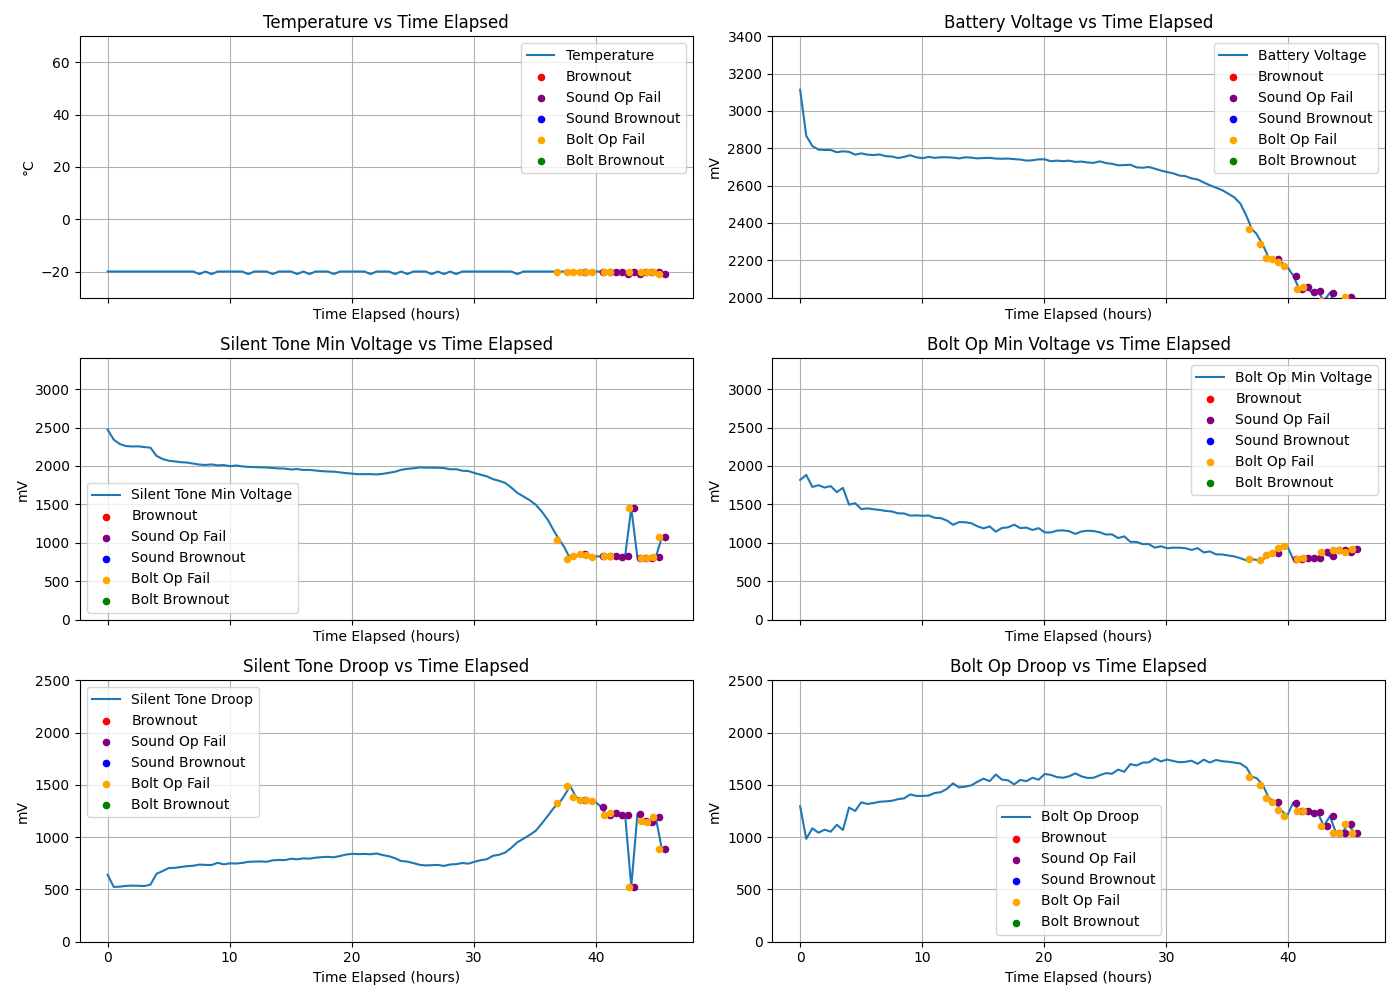 Temperature vs Time Elapsed
60
40
20
0
−20
°C
Temperature
Brownout
Sound Op Fail
Sound Brownout
Bolt Op Fail
Bolt Brownout
Time Elapsed (hours)
Battery Voltage vs Time Elapsed
3400
3200
3000
2800
2600
2400
2200
2000
mV
Battery Voltage
Brownout
Sound Op Fail
Sound Brownout
Bolt Op Fail
Bolt Brownout
Time Elapsed (hours)
Silent Tone Min Voltage vs Time Elapsed
3000
2500
2000
1500
1000
500
0
mV
Silent Tone Min Voltage
Brownout
Sound Op Fail
Sound Brownout
Bolt Op Fail
Bolt Brownout
Time Elapsed (hours)
Bolt Op Min Voltage vs Time Elapsed
3000
2500
2000
1500
1000
500
0
mV
Bolt Op Min Voltage
Brownout
Sound Op Fail
Sound Brownout
Bolt Op Fail
Bolt Brownout
Time Elapsed (hours)
Silent Tone Droop vs Time Elapsed
2500
2000
1500
1000
500
0
mV
Silent Tone Droop
Brownout
Sound Op Fail
Sound Brownout
Bolt Op Fail
Bolt Brownout
0 10 20 30 40
Time Elapsed (hours)
Bolt Op Droop vs Time Elapsed
2500
2000
1500
1000
500
0
mV
Bolt Op Droop
Brownout
Sound Op Fail
Sound Brownout
Bolt Op Fail
Bolt Brownout
0 10 20 30 40
Time Elapsed (hours)